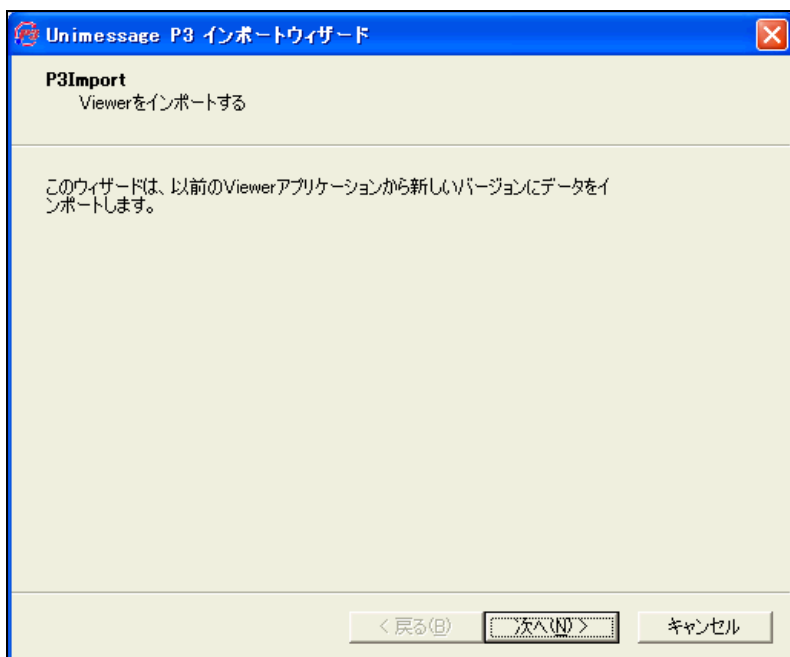 Unimessage P3 インポートウィザード
P3Import
Viewerをインポートする
このウィザードは、以前のViewerアプリケーションから新しいバージョンにデータをイ
ンポートします。
< 戻る(B)
次へ(N) >
キャンセル